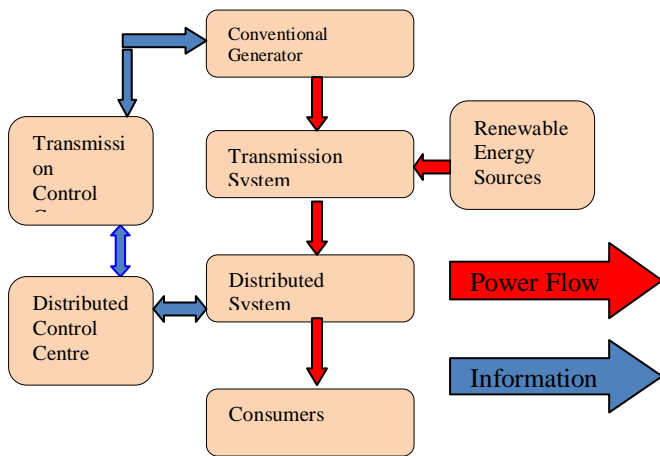 Conventional
Generator
Transmissi
on
Control
Transmission
System
Renewable
Energy
Sources
Distributed
Control
Centre
Distributed
System
Power Flow
Information
Consumers